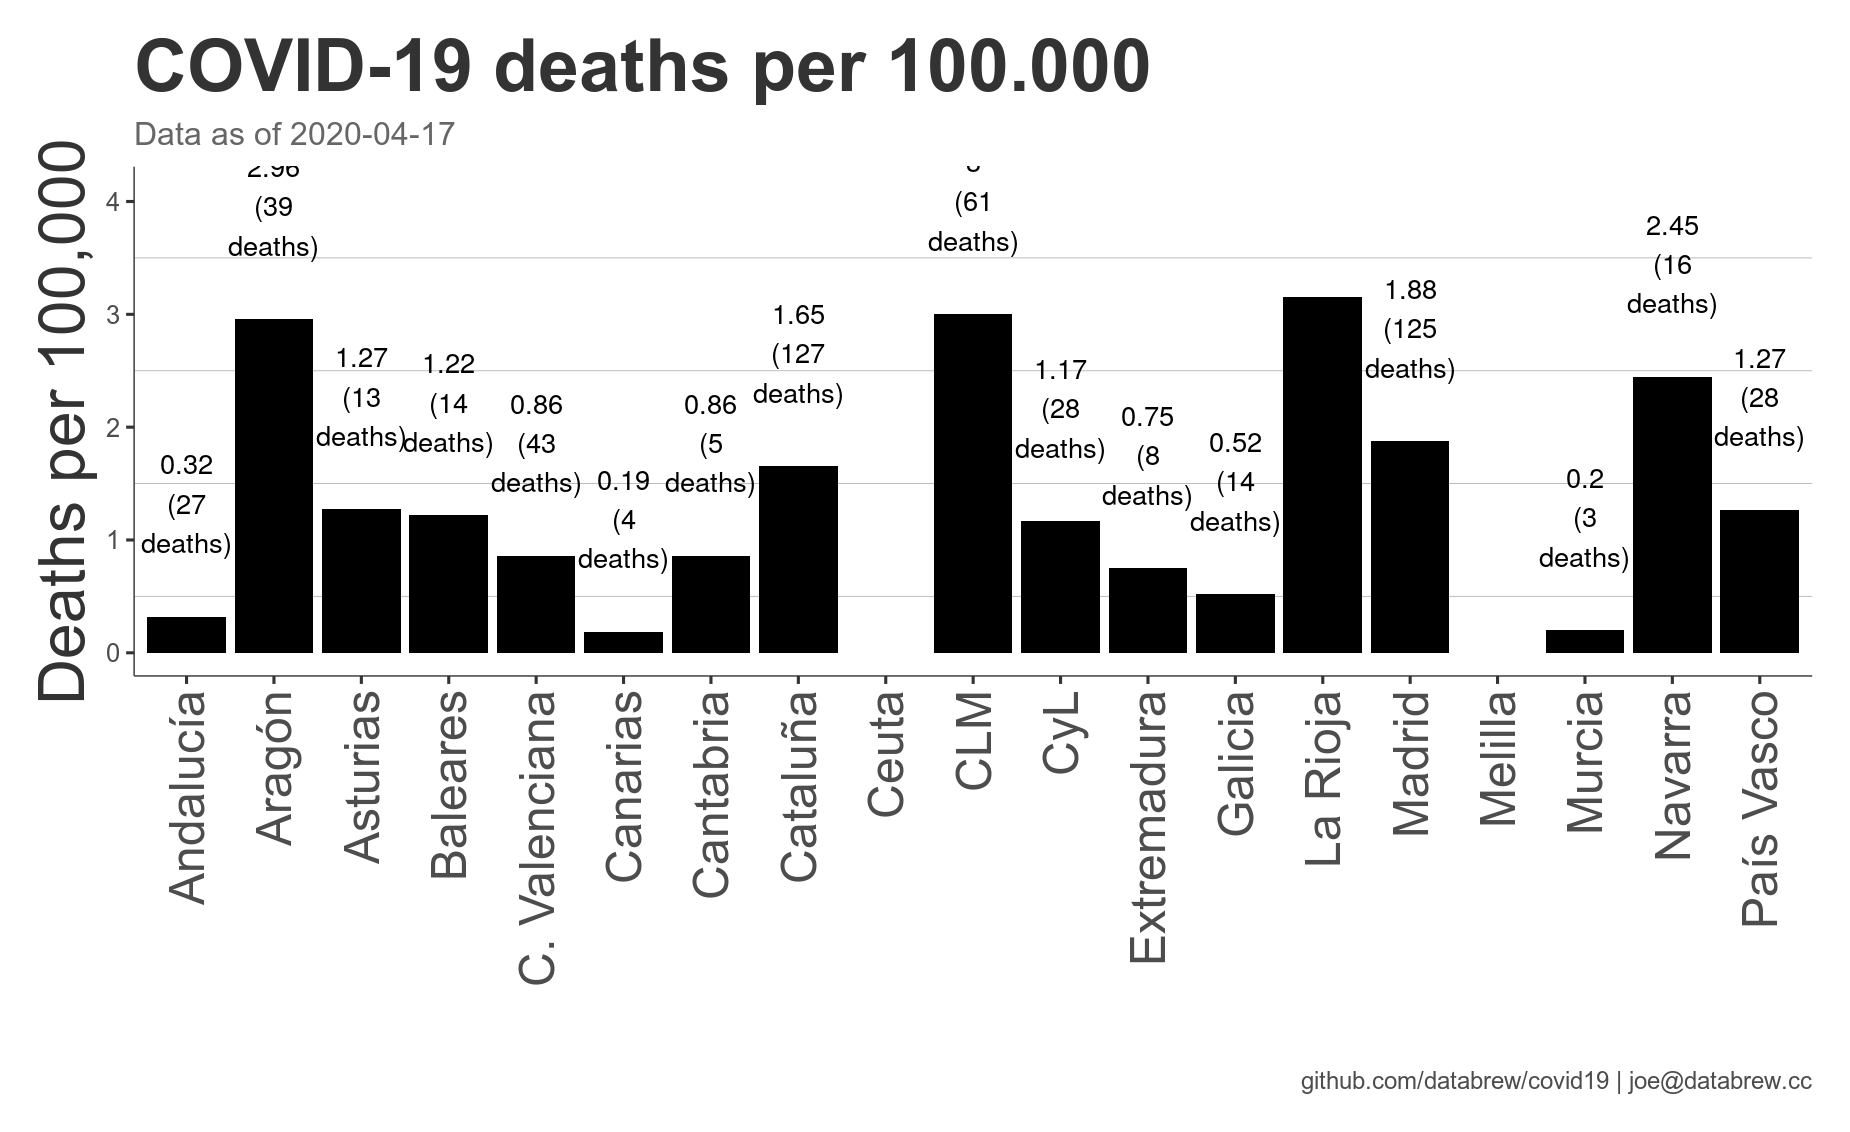 COVID-19 deaths per 100.000
Data as of 2020-04-17
Deaths per 100,000
4
3
2
1
0
0.32
(27
deaths)
2.96
(39
deaths)
1.27
(13
deaths)
1.22
(14
deaths)
0.86
(43
deaths)
0.19
(4
deaths)
0.86
(5
deaths)
1.65
(127
deaths)
(61
deaths)
1.17
(28
deaths)
0.75
(8
deaths)
0.52
(14
deaths)
1.88
(125
deaths)
0.2
(3
deaths)
2.45
(16
deaths)
1.27
(28
deaths)
Andalucía
Aragón
Asturias
Baleares
C. Valenciana
Canarias
Cantabria
Cataluña
Ceuta
CLM
CyL
Extremadura
Galicia
La Rioja
Madrid
Melilla
Murcia
Navarra
País Vasco
github.com/databrew/covid19 | joe@databrew.cc